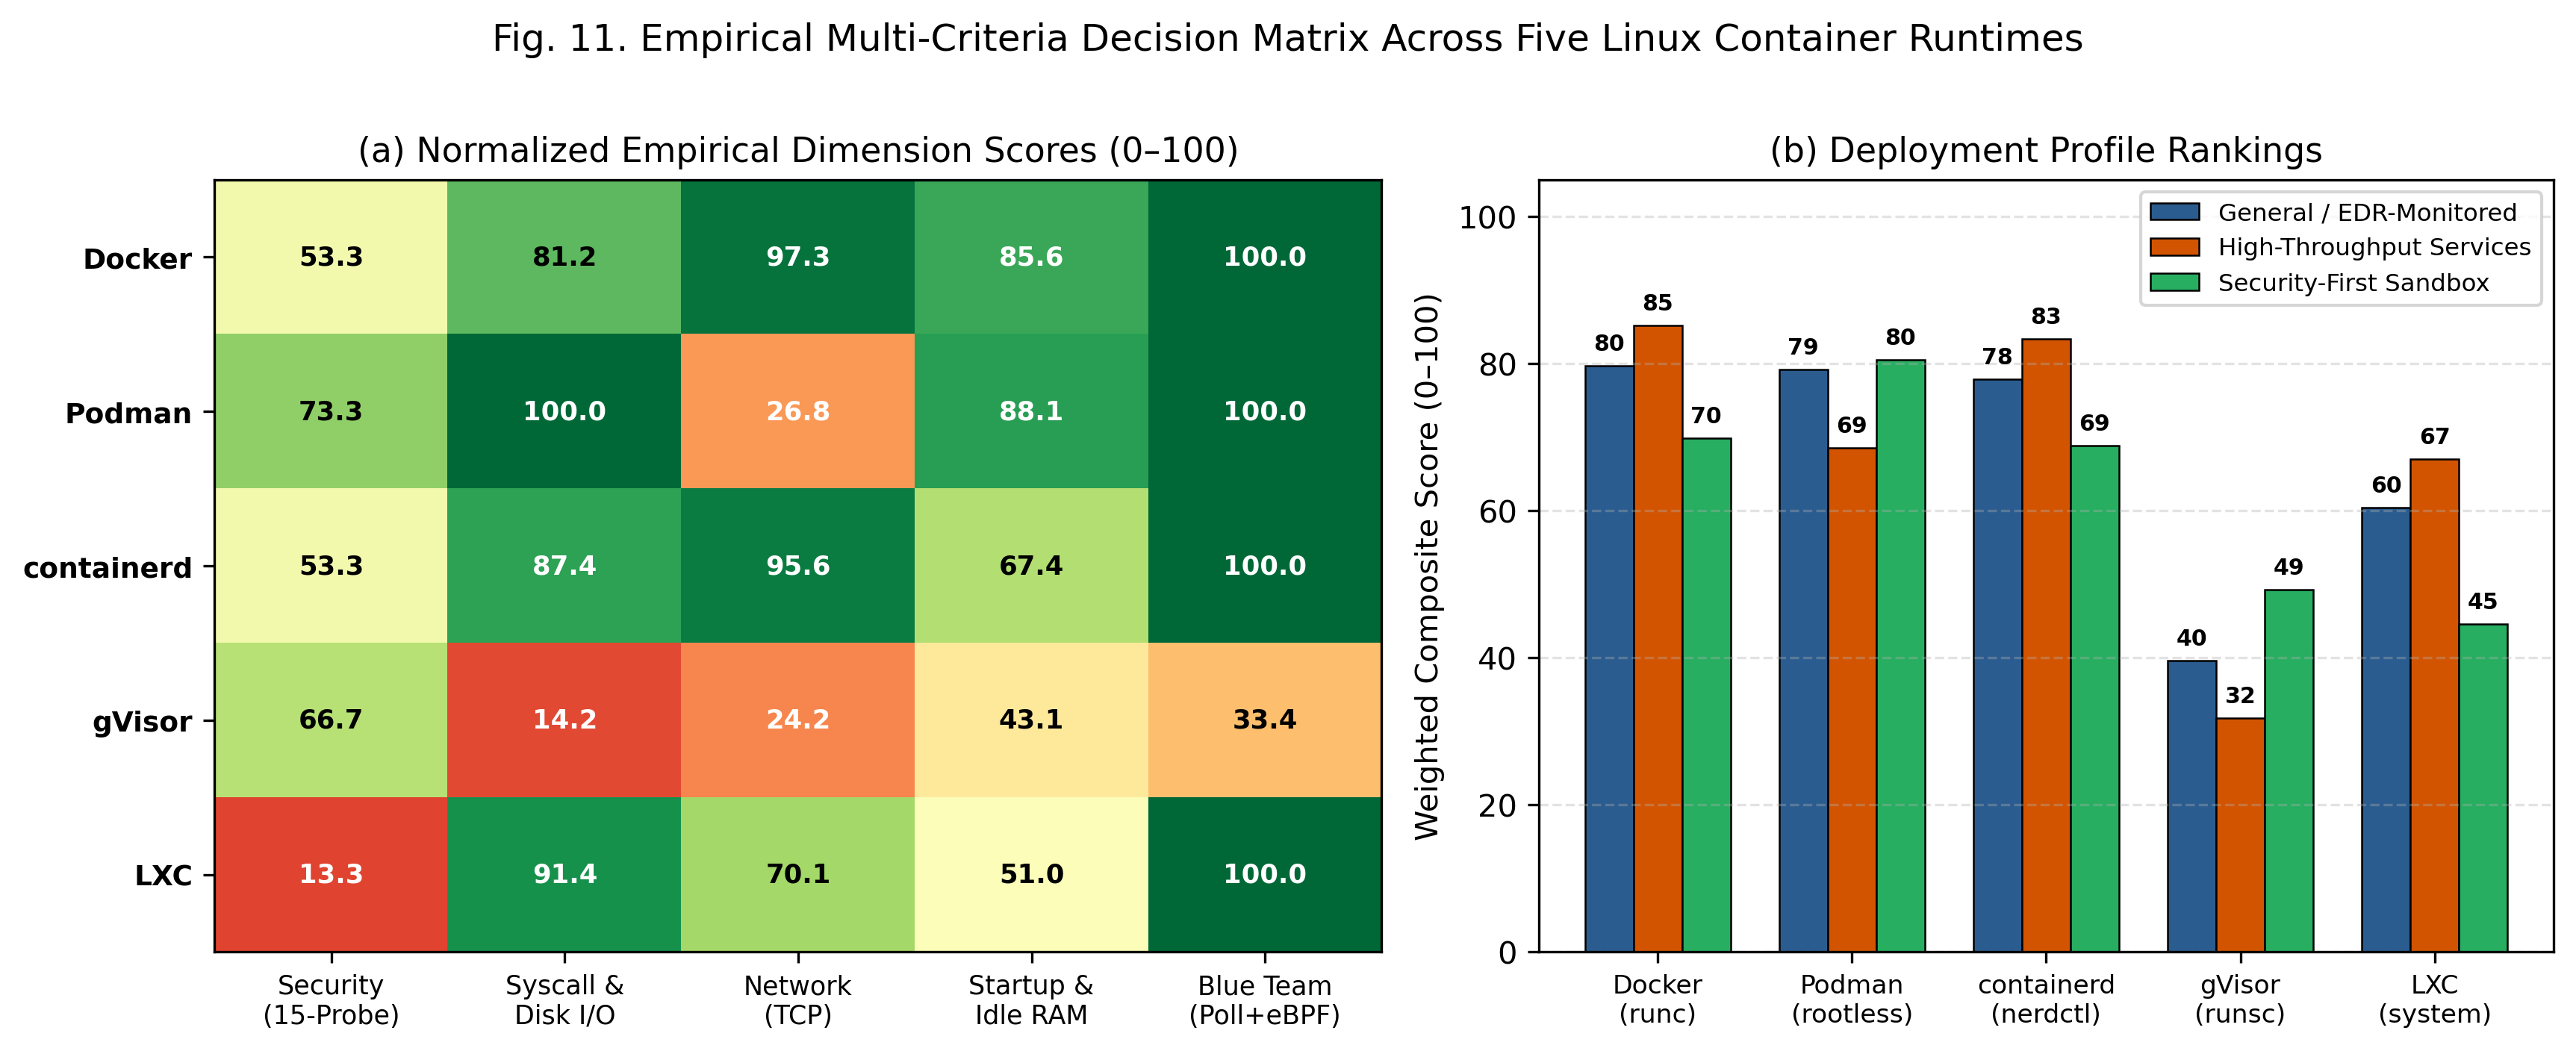 Fig. 11. Empirical Multi-Criteria Decision Matrix Across Five Linux Container Runtimes
(a) Normalized Empirical Dimension Scores (0–100)
Docker 53.3 81.2 97.3 85.6 100.0
Podman 73.3 100.0 26.8 88.1 100.0
containerd 53.3 87.4 95.6 67.4 100.0
gVisor 66.7 14.2 24.2 43.1 33.4
LXC 13.3 91.4 70.1 51.0 100.0
Security Syscall & Network Startup & Blue Team
(15-Probe) Disk I/O (TCP) Idle RAM (Poll+eBPF)
(b) Deployment Profile Rankings
General / EDR-Monitored
High-Throughput Services
Security-First Sandbox
Weighted Composite Score (0–100)
100
80
60
40
20
0
80 85 70
79 69 80
78 83 69
40 32 49
60 67 45
Docker Podman containerd gVisor LXC
(runc) (rootless) (nerdctl) (runsc) (system)